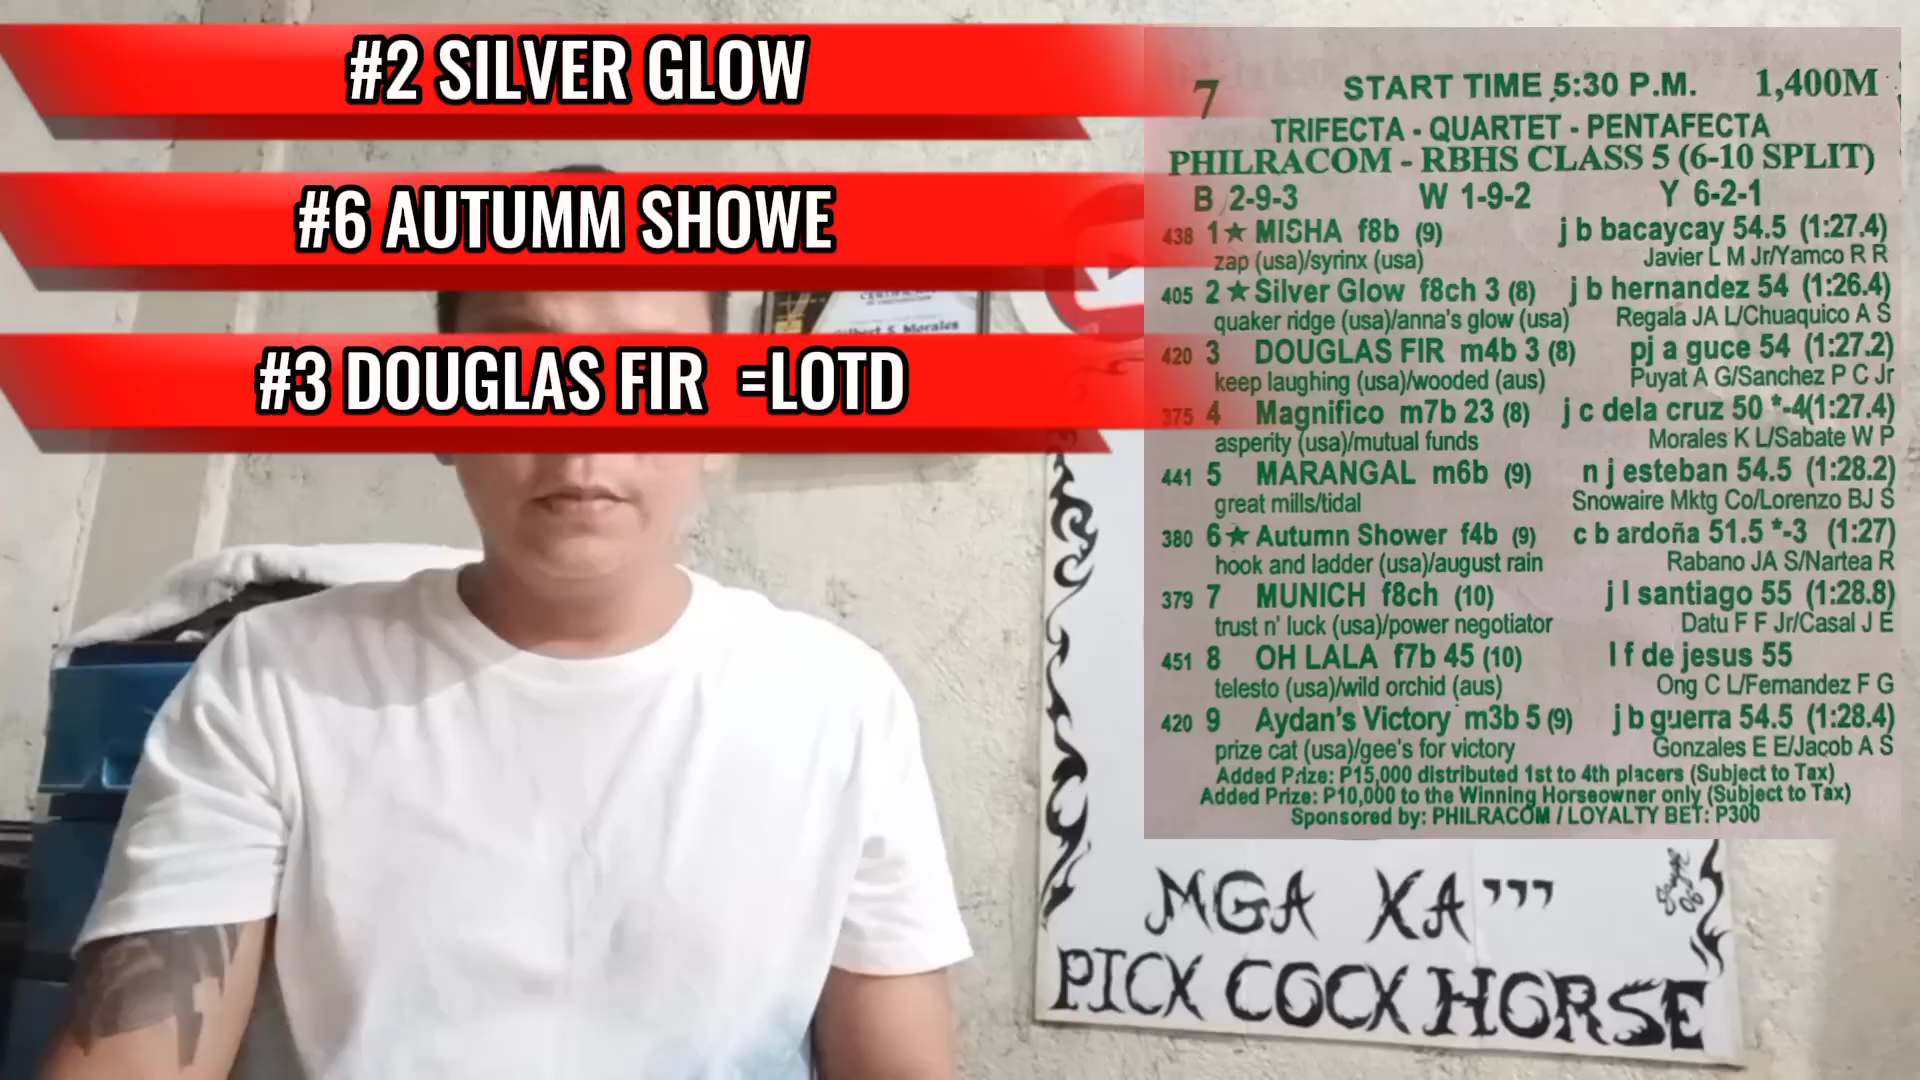 #2 SILVER GLOW
#6 AUTUMM SHOWE
#3 DOUGLAS FIR =LOTD
7 START TIME 5:30 P.M. 1,400M
TRIFECTA - QUARTET - PENTAFECTA
PHILRACOM - RBHS CLASS 5 (6-10 SPLIT)
B 2-9-3 W 1-9-2 Y 6-2-1
438 1★ MISHA f8b (9) j b bacaycay 54.5 (1:27.4)
zap (usa)/syrinx (usa) Javier L M Jr/Yamco R R
405 2★ Silver Glow f8ch 3 (8) j b hernandez 54 (1:26.4)
quaker ridge (usa)/anna's glow (usa) Regala JA L/Chuaquico A S
420 3 DOUGLAS FIR m4b 3 (8) pj a guce 54 (1:27.2)
keep laughing (usa)/wooded (aus) Puyat A G/Sanchez P C Jr
375 4 Magnifico m7b 23 (8) j c dela cruz 50 *-4(1:27.4)
asperity (usa)/mutual funds Morales K L/Sabate W P
441 5 MARANGAL m6b (9) n j esteban 54.5 (1:28.2)
great mills/tidal Snowaire Mktg Co/Lorenzo BJ S
380 6★ Autumn Shower f4b (9) c b ardoña 51.5 *-3 (1:27)
hook and ladder (usa)/august rain Rabano JA S/Nartea R
379 7 MUNICH f8ch (10) j l santiago 55 (1:28.8)
trust n' luck (usa)/power negotiator Datu F F Jr/Casal J E
451 8 OH LALA f7b 45 (10) l f de jesus 55
telesto (usa)/wild orchid (aus) Ong C L/Fernandez F G
420 9 Aydan's Victory m3b 5 (9) j b guerra 54.5 (1:28.4)
prize cat (usa)/gee's for victory Gonzales E E/Jacob A S
Added Prize: P15,000 distributed 1st to 4th placers (Subject to Tax)
Added Prize: P10,000 to the Winning Horseowner only (Subject to Tax)
Sponsored by: PHILRACOM / LOYALTY BET: P300
S. Morales
MGA KA'''
PICK COCK HORSE